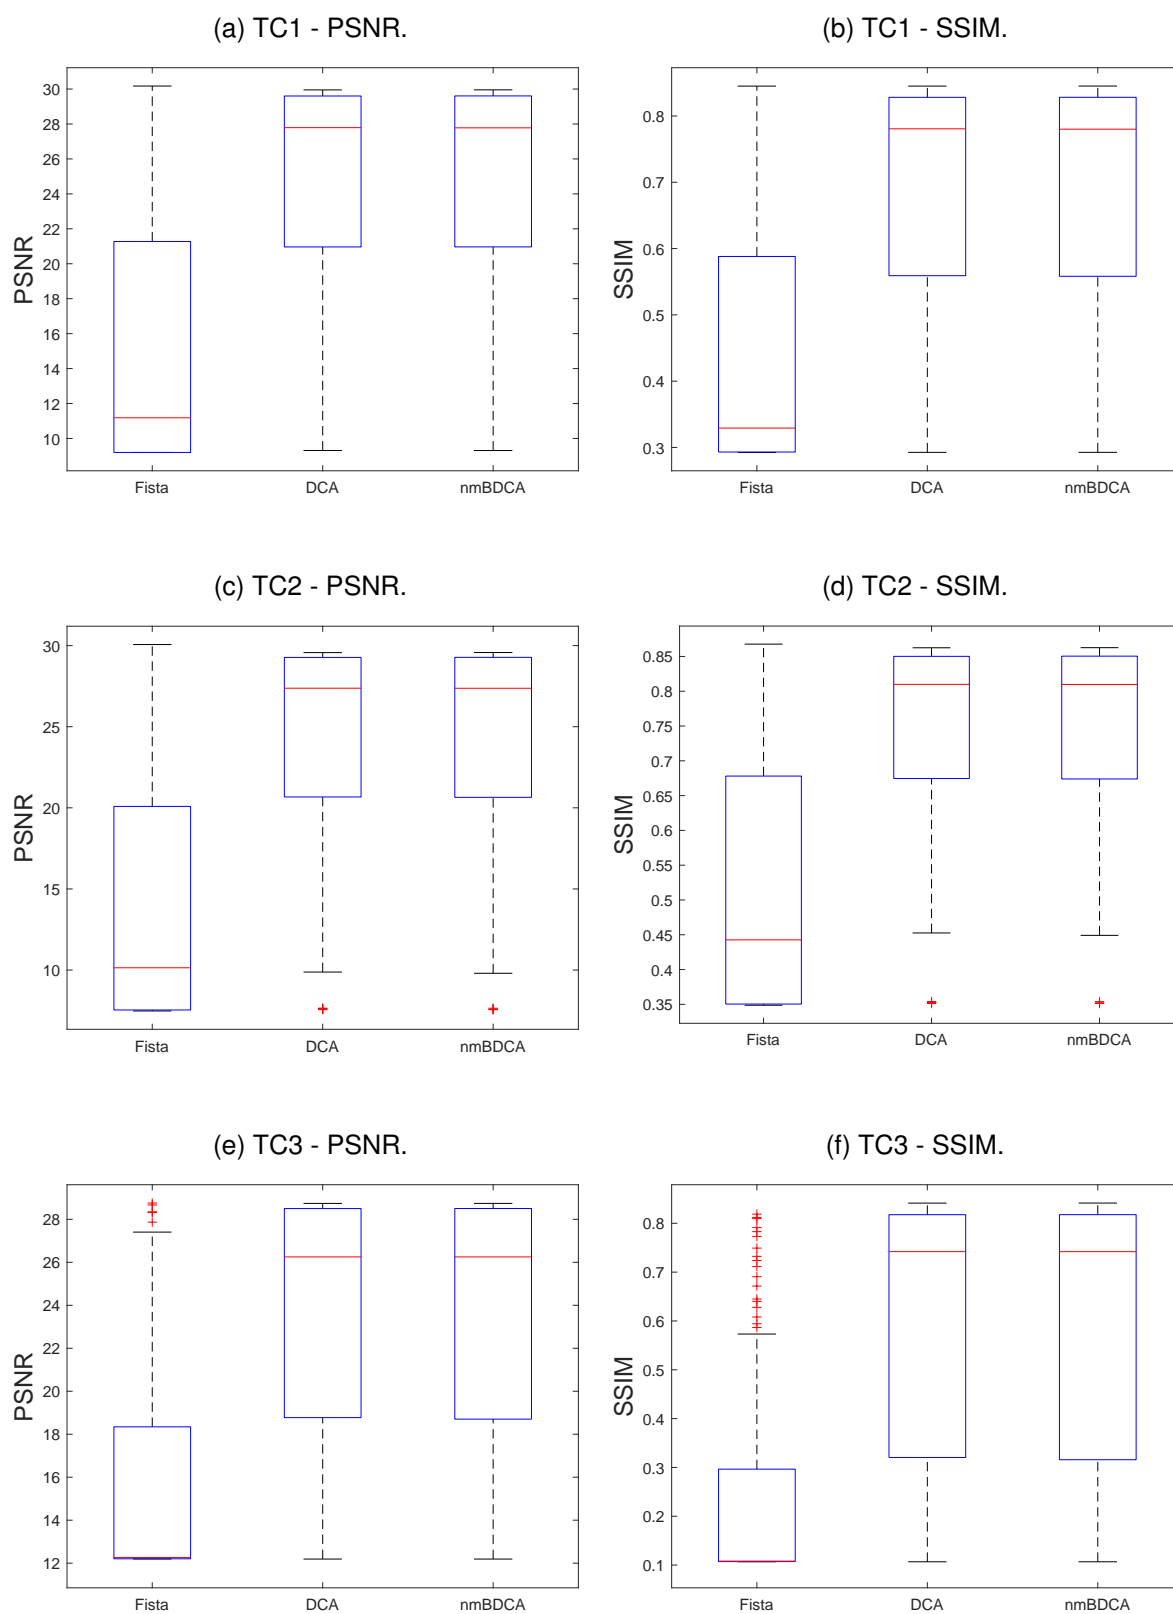 (a) TC1 - PSNR.
30
28
26
24
22
20
18
16
14
12
10
PSNR
Fista DCA nmBDCA
(b) TC1 - SSIM.
0.8
0.7
0.6
0.5
0.4
0.3
SSIM
Fista DCA nmBDCA
(c) TC2 - PSNR.
30
25
20
15
10
PSNR
Fista DCA nmBDCA
(d) TC2 - SSIM.
0.85
0.8
0.75
0.7
0.65
0.6
0.55
0.5
0.45
0.4
0.35
SSIM
Fista DCA nmBDCA
(e) TC3 - PSNR.
28
26
24
22
20
18
16
14
12
PSNR
Fista DCA nmBDCA
(f) TC3 - SSIM.
0.8
0.7
0.6
0.5
0.4
0.3
0.2
0.1
SSIM
Fista DCA nmBDCA